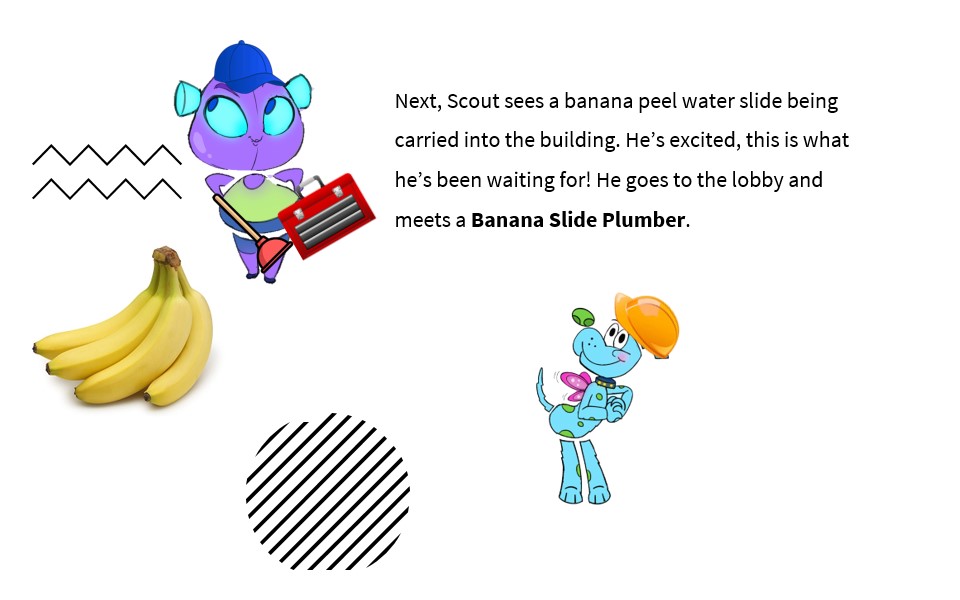 Next, Scout sees a banana peel water slide being
carried into the building. He’s excited, this is what
he’s been waiting for! He goes to the lobby and
meets a Banana Slide Plumber.